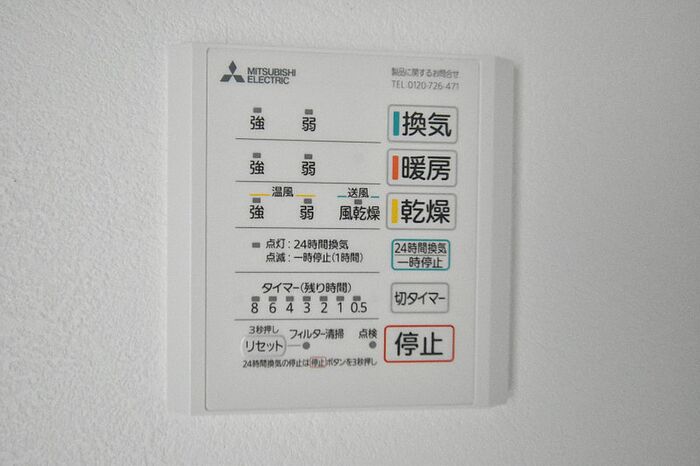 MITSUBISHI
ELECTRIC
製品に関するお問合せ
TEL 0120-726-471
強 弱 換気
強 弱 暖房
温風 送風
強 弱 風乾燥 乾燥
点灯：24時間換気
点滅：一時停止(1時間)
24時間換気
一時停止
タイマー(残り時間)
8 6 4 3 2 1 0.5
切タイマー
3秒押し
リセット フィルター清掃 点検
停止
24時間換気の停止は停止ボタンを3秒押し